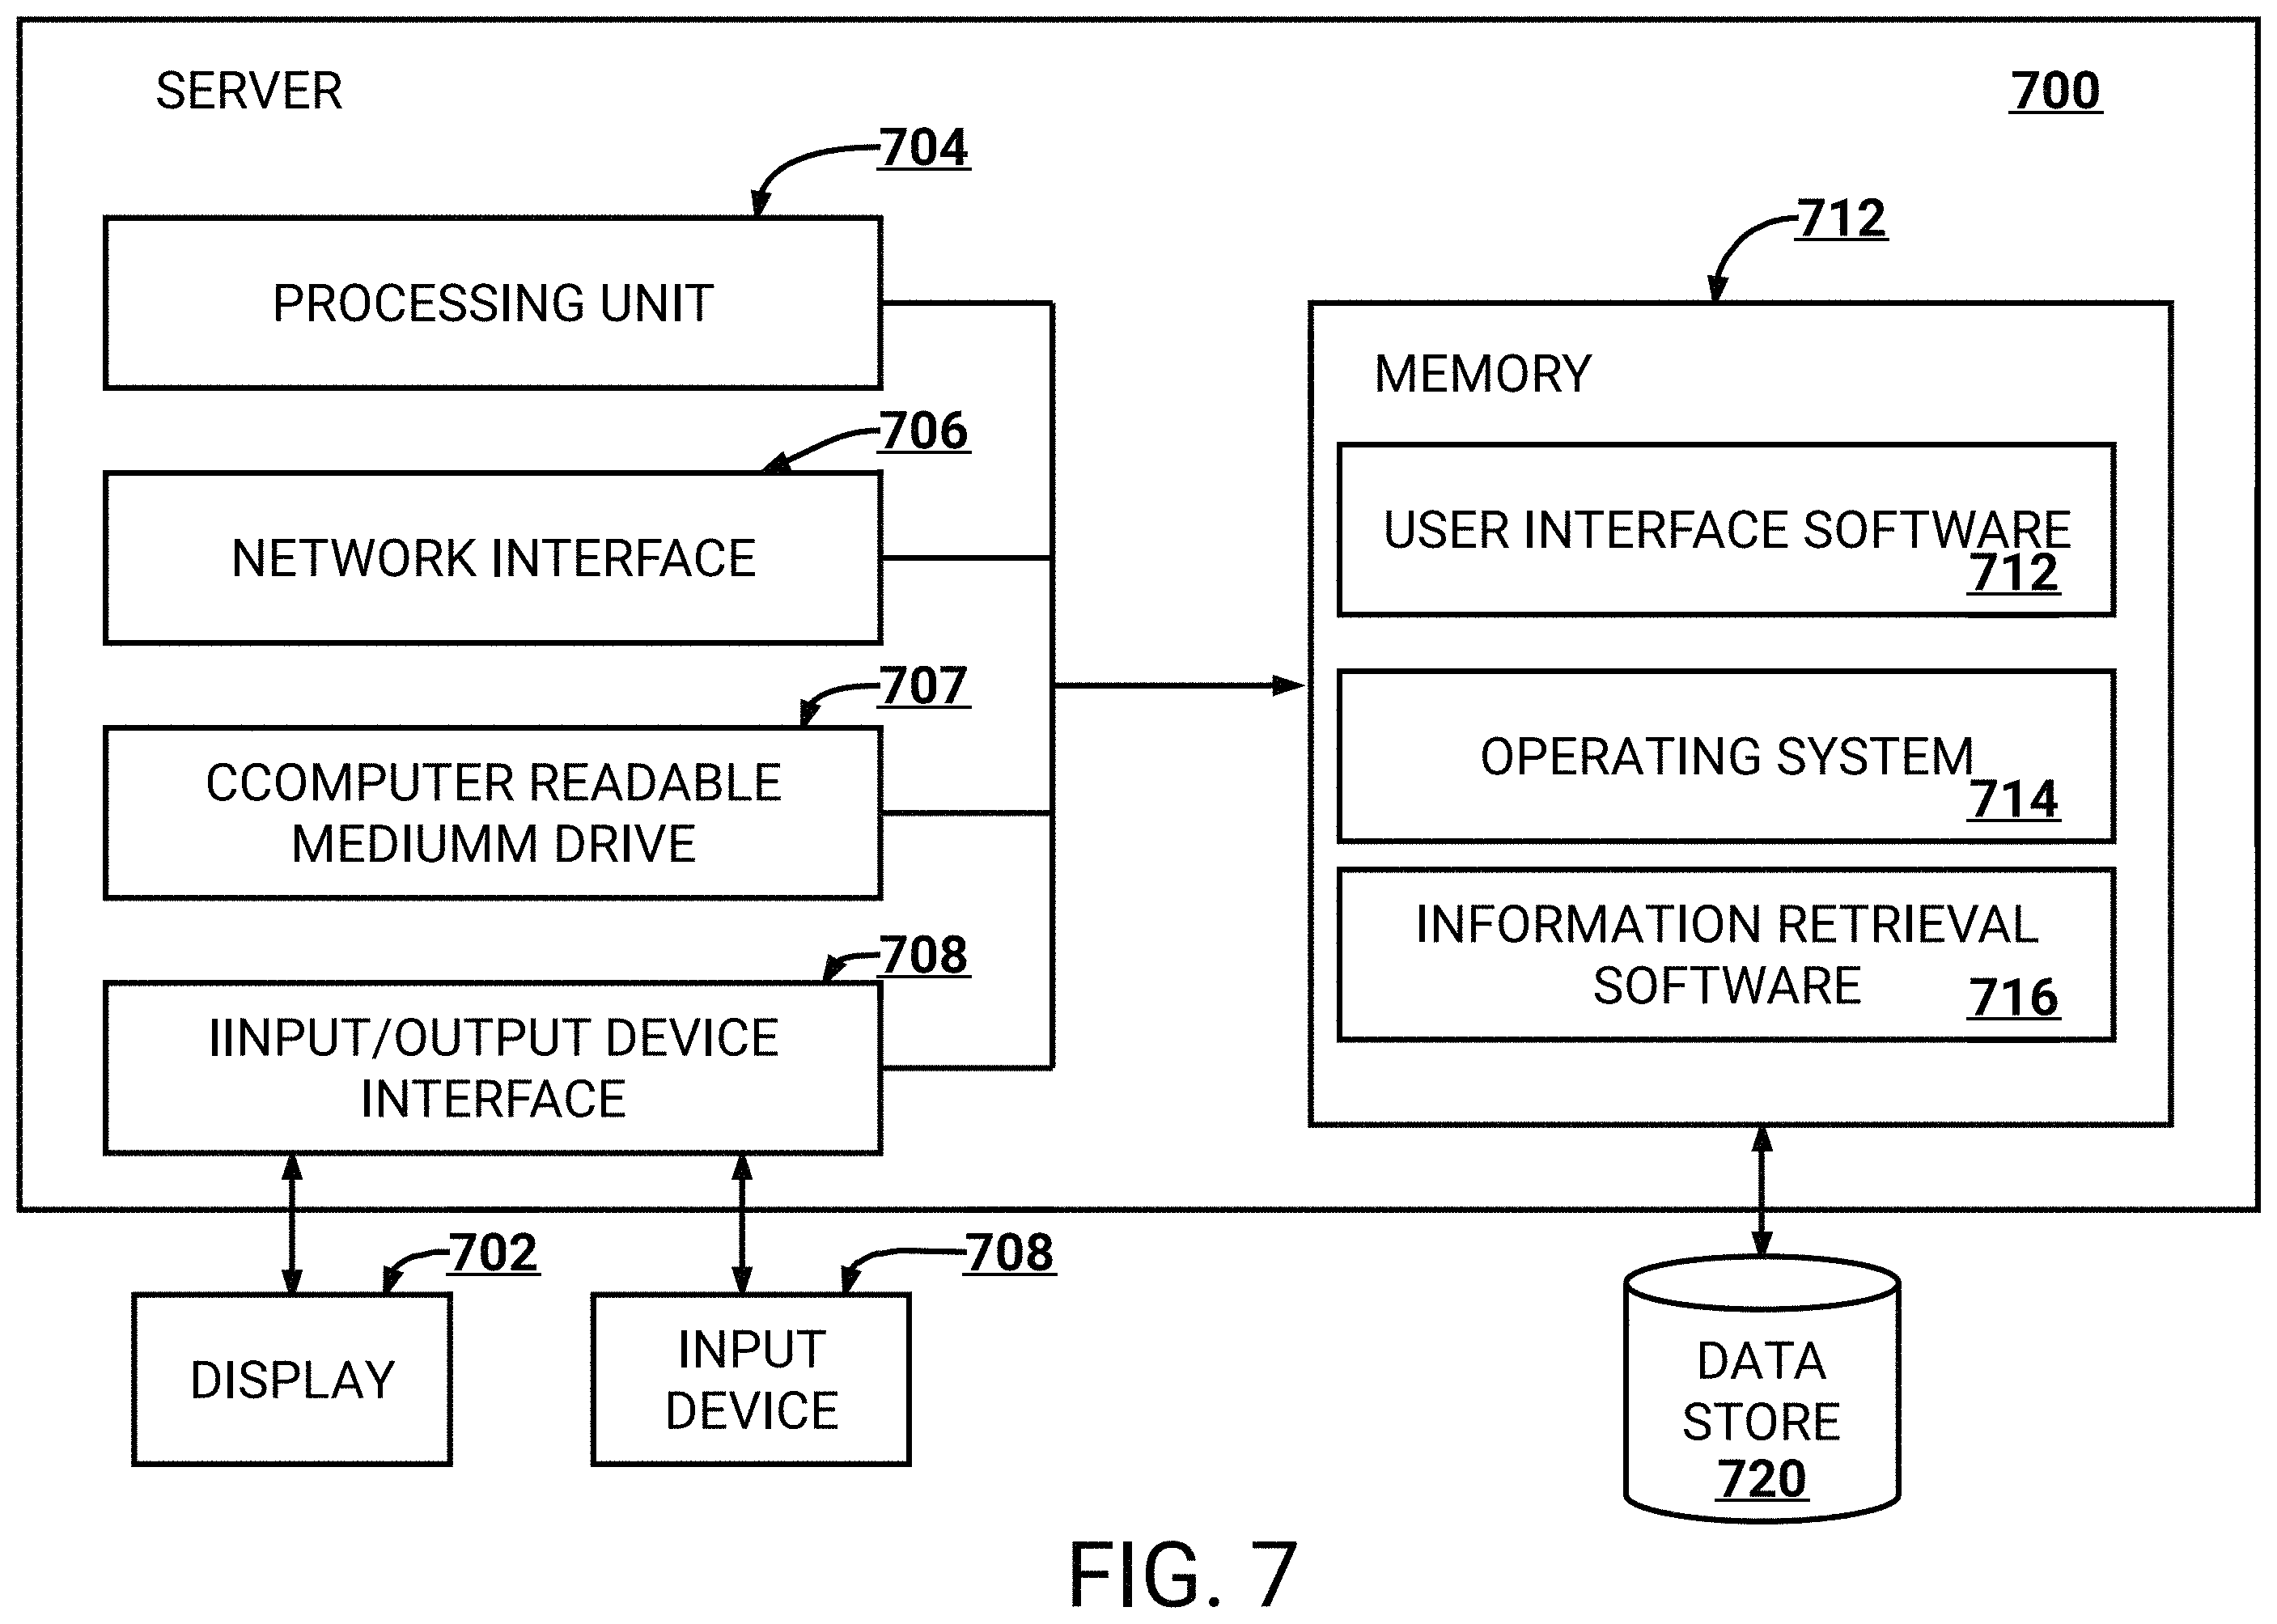 SERVER
700
704
PROCESSING UNIT
706
NETWORK INTERFACE
707
CCOMPUTER READABLE
MEDIUMM DRIVE
708
IINPUT/OUTPUT DEVICE
INTERFACE
712
MEMORY
USER INTERFACE SOFTWARE
712
OPERATING SYSTEM
714
INFORMATION RETRIEVAL
SOFTWARE
716
702
DISPLAY
708
INPUT
DEVICE
DATA
STORE
720
FIG. 7